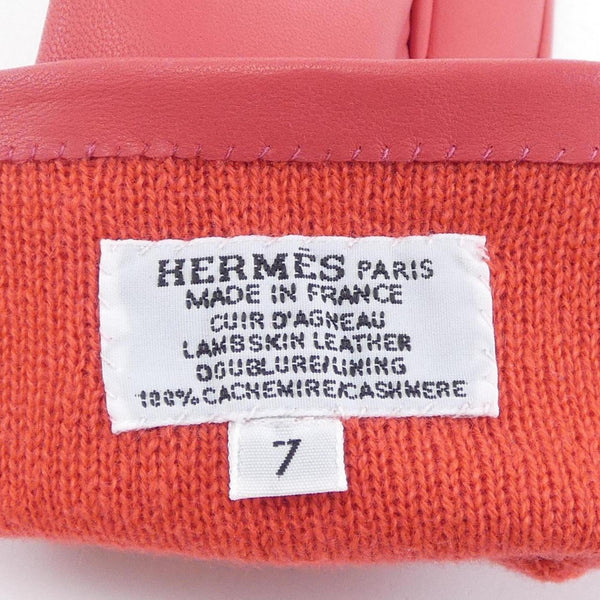 HERMÈS PARIS
MADE IN FRANCE
CUIR D'AGNEAU
LAMBSKIN LEATHER
DOUBLURE/LINING
100% CACHEMIRE/CASHMERE
7